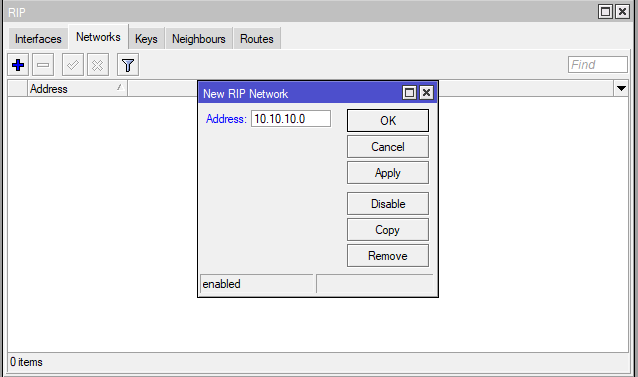 RIP
Interfaces Networks Keys Neighbours Routes
Find
Address
New RIP Network
Address: 10.10.10.0
OK
Cancel
Apply
Disable
Copy
Remove
enabled
0 items